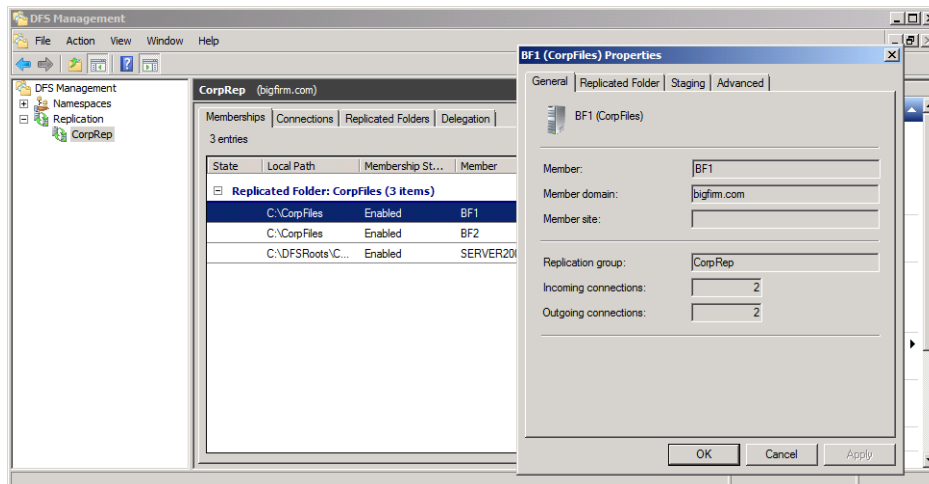 DFS Management
File Action View Window Help
DFS Management
Namespaces
Replication
CorpRep
CorpRep (bigfirm.com)
Memberships Connections Replicated Folders Delegation
3 entries
State Local Path Membership St... Member
Replicated Folder: CorpFiles (3 items)
C:\CorpFiles Enabled BF1
C:\CorpFiles Enabled BF2
C:\DFSRoots\C... Enabled SERVER200
BF1 (CorpFiles) Properties
General Replicated Folder Staging Advanced
BF1 (CorpFiles)
Member: BF1
Member domain: bigfirm.com
Member site:
Replication group: CorpRep
Incoming connections: 2
Outgoing connections: 2
OK Cancel Apply